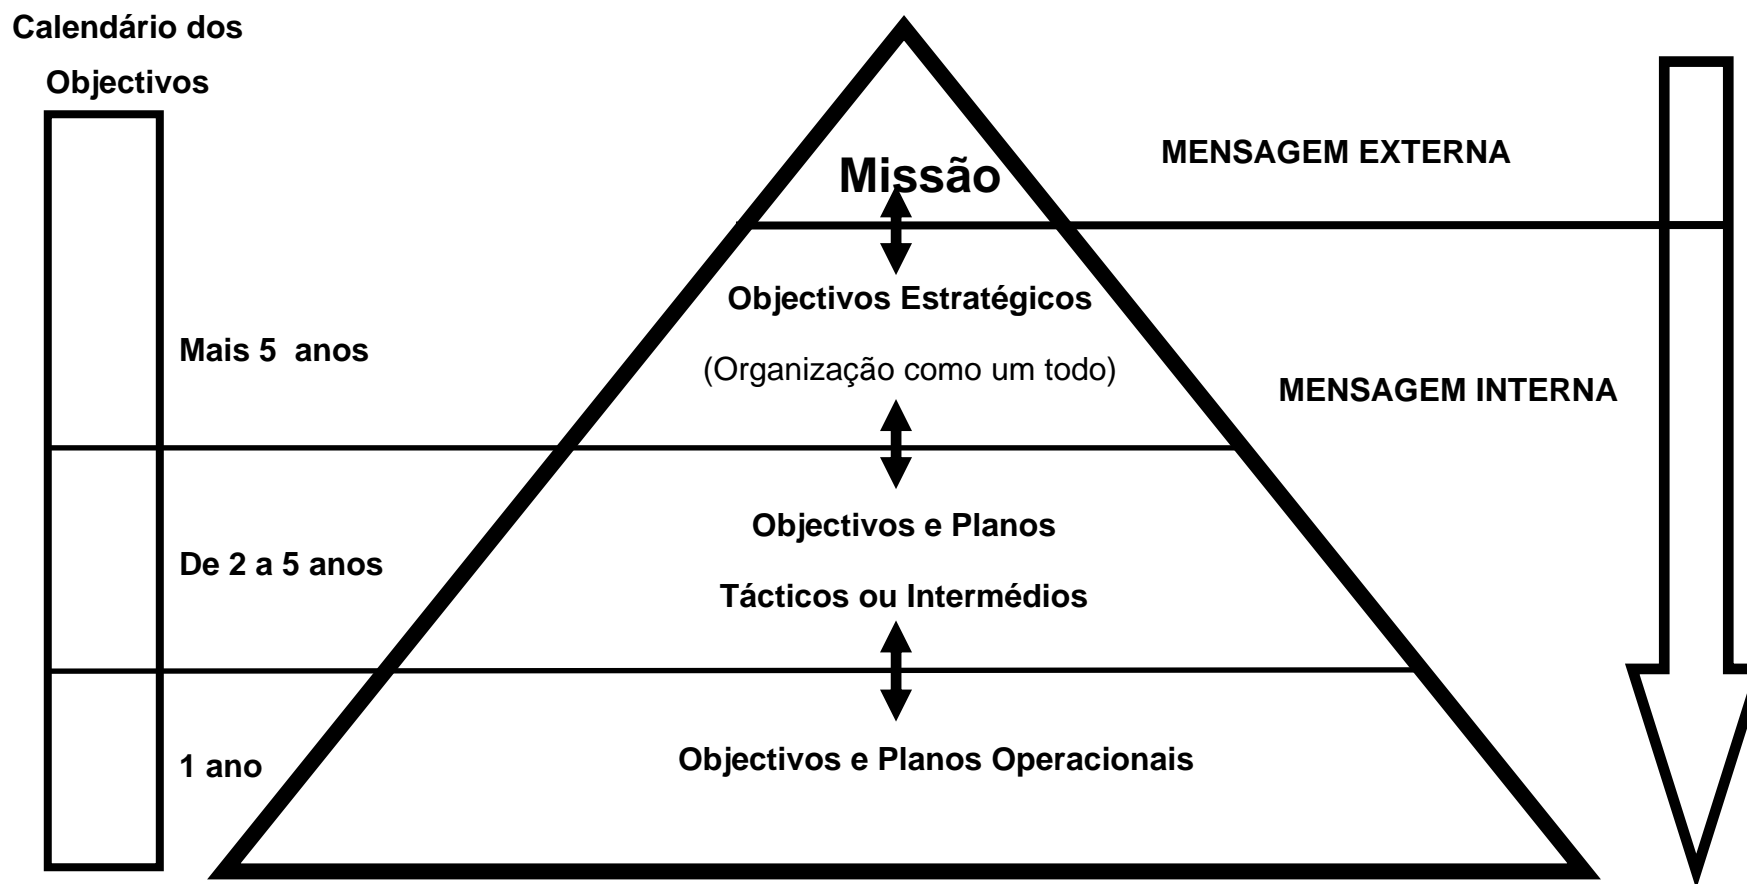 Calendário dos
Objectivos
Missão
MENSAGEM EXTERNA
Objectivos Estratégicos
Mais 5  anos
(Organização como um todo)
MENSAGEM INTERNA
Objectivos e Planos
De 2 a 5 anos
Tácticos ou Intermédios
1 ano
Objectivos e Planos Operacionais